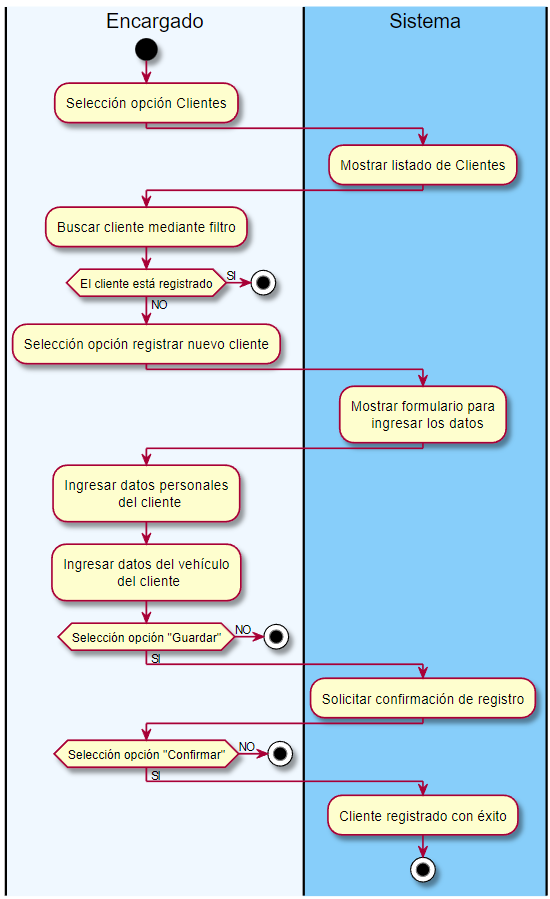 Encargado
Sistema
Selección opción Clientes
Mostrar listado de Clientes
Buscar cliente mediante filtro
El cliente está registrado
SI
NO
Selección opción registrar nuevo cliente
Mostrar formulario para
ingresar los datos
Ingresar datos personales
del cliente
Ingresar datos del vehículo
del cliente
Selección opción "Guardar"
NO
SI
Solicitar confirmación de registro
Selección opción "Confirmar"
NO
SI
Cliente registrado con éxito